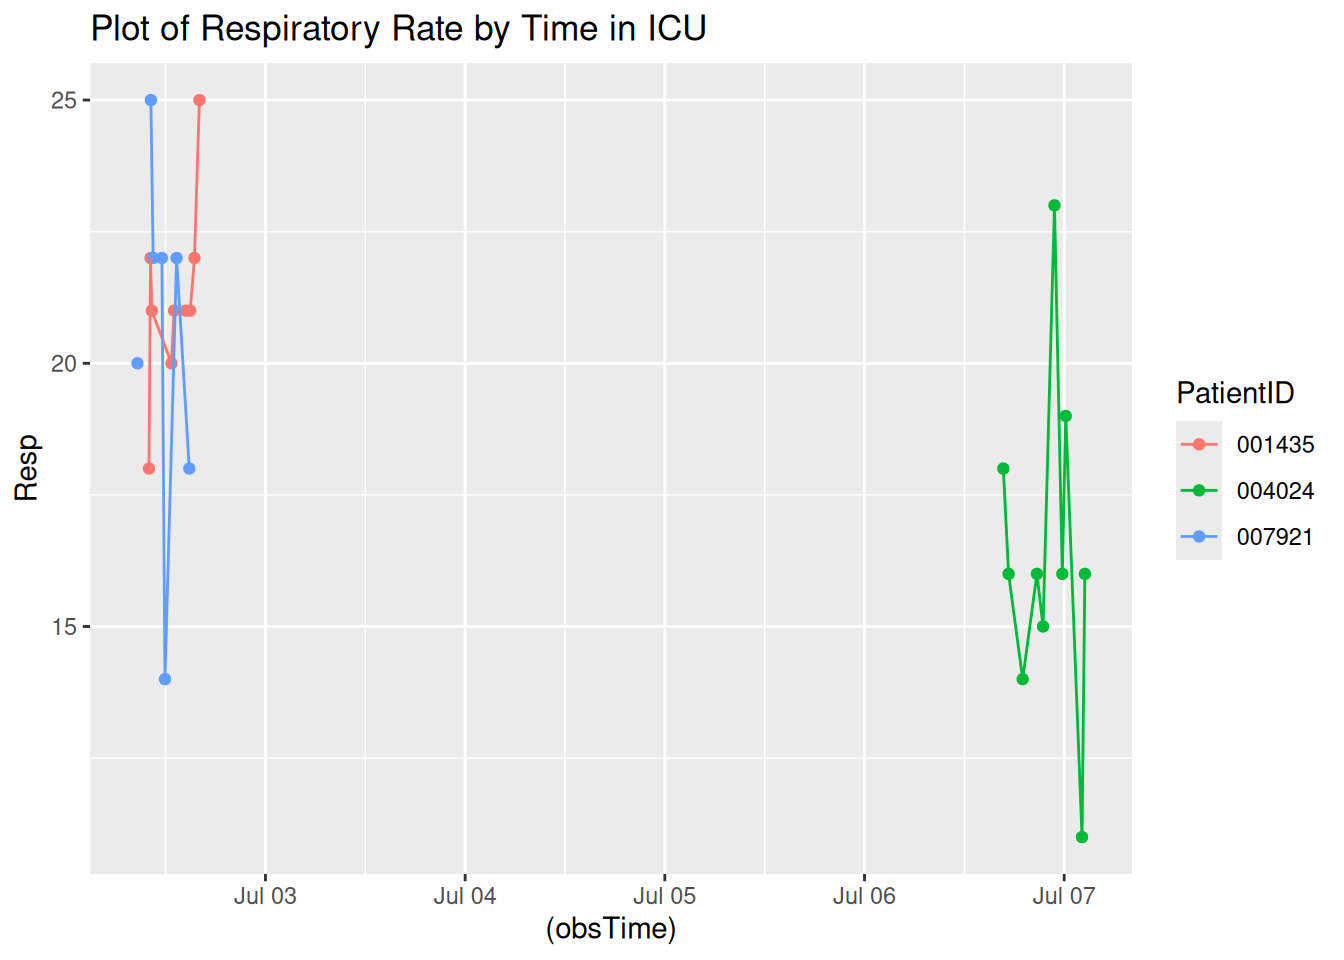 Plot of Respiratory Rate by Time in ICU
25
20
15
Resp
Jul 03 Jul 04 Jul 05 Jul 06 Jul 07
(obsTime)
PatientID
001435
004024
007921